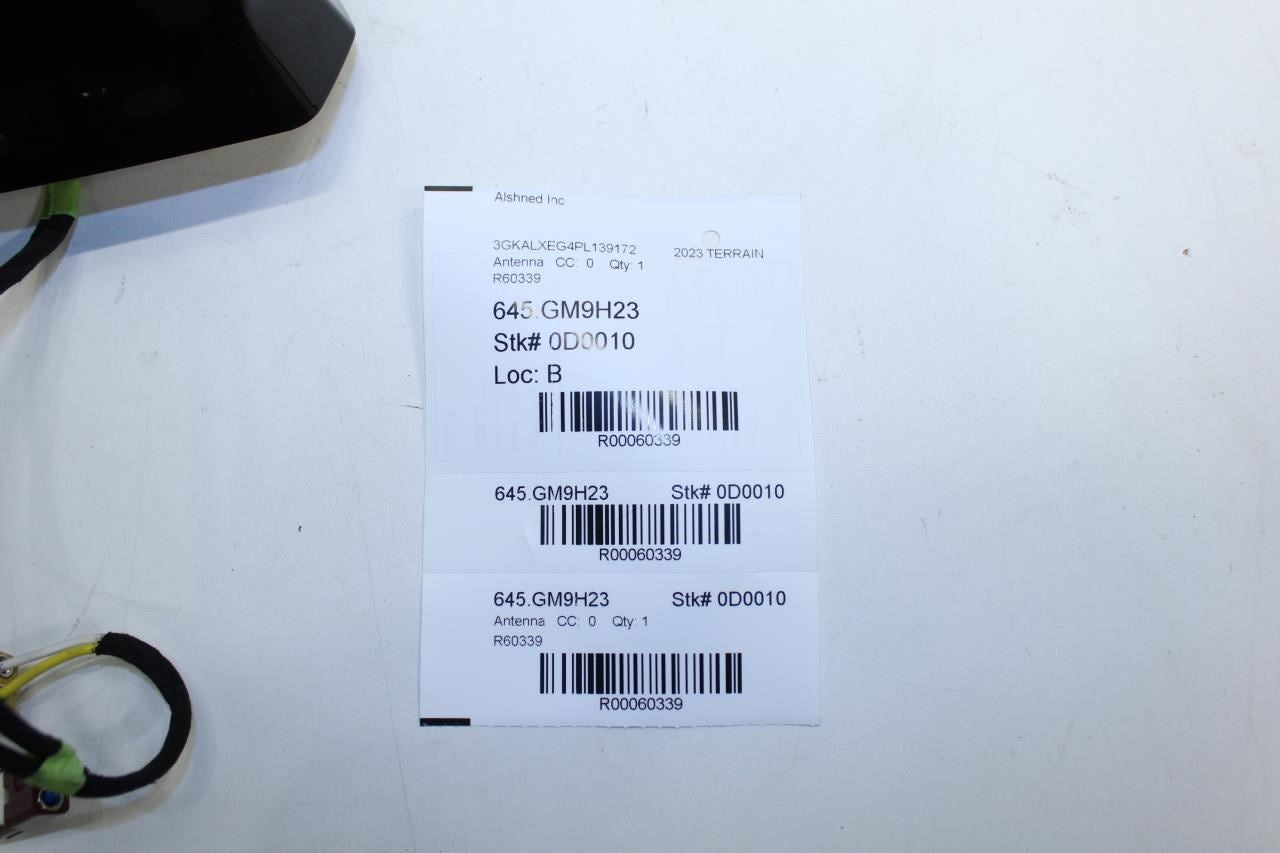 Alshned Inc
3GKALXEG4PL139172 2023 TERRAIN
Antenna CC: 0 Qty: 1
R60339
645.GM9H23
Stk# 0D0010
Loc: B
R00060339
645.GM9H23 Stk# 0D0010
R00060339
645.GM9H23 Stk# 0D0010
Antenna CC: 0 Qty: 1
R60339
R00060339